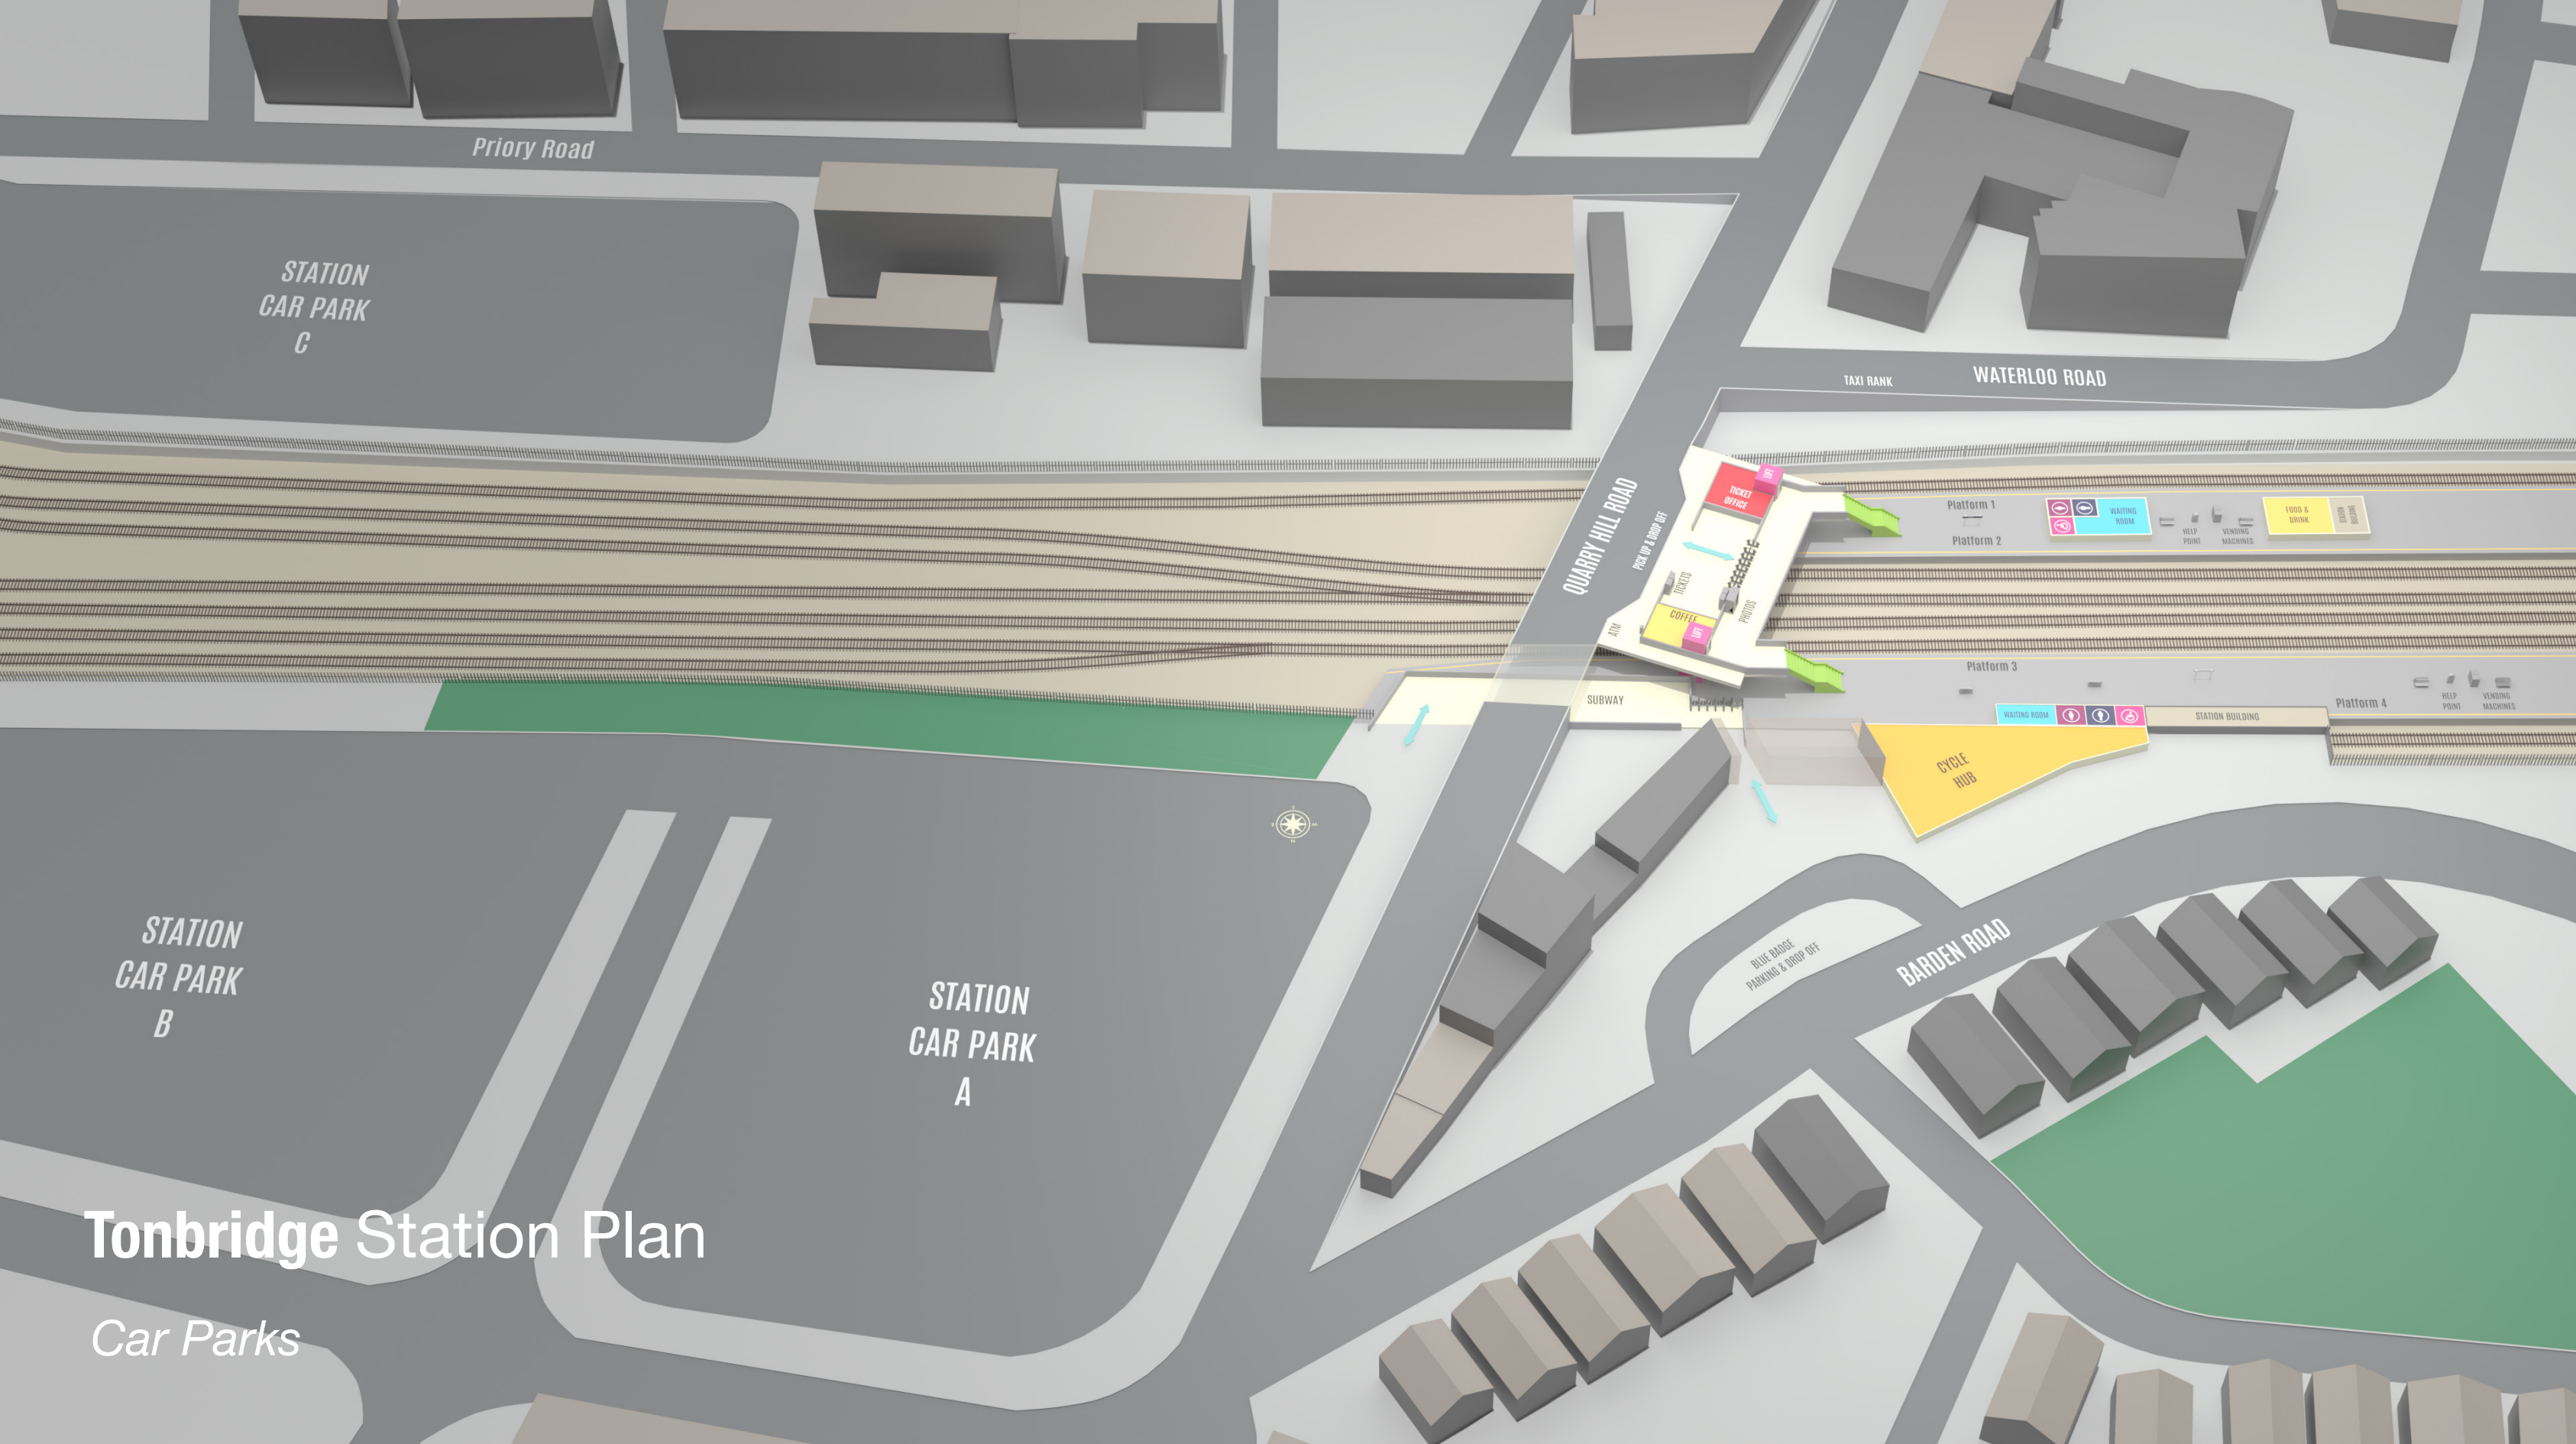 Priory Road
STATION
CAR PARK
C
TAXI RANK
WATERLOO ROAD
QUARRY HILL ROAD
PICK UP & DROP OFF
TICKET
OFFICE
LIFT
TICKETS
PHOTOS
COFFEE
LIFT
ATM
Platform 1
Platform 2
WAITING
ROOM
HELP
POINT
VENDING
MACHINES
FOOD &
DRINK
STATION
BUILDING
Platform 3
Platform 4
HELP
POINT
VENDING
MACHINES
SUBWAY
WAITING ROOM
STATION BUILDING
CYCLE
HUB
BLUE BADGE
PARKING & DROP OFF
BARDEN ROAD
STATION
CAR PARK
B
STATION
CAR PARK
A
Tonbridge Station Plan
Car Parks